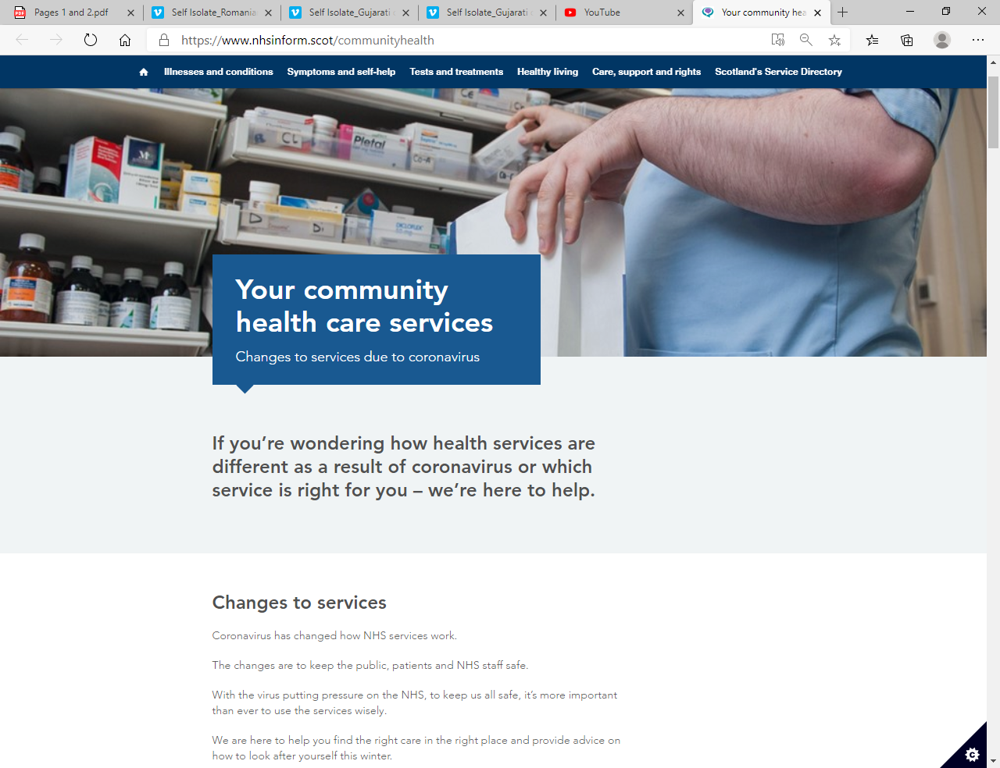 Pages 1 and 2.pdf
Self Isolate_Romania
Self Isolate_Gujarati
Self Isolate_Gujarati
YouTube
Your community hea
https://www.nhsinform.scot/communityhealth
Illnesses and conditions
Symptoms and self-help
Tests and treatments
Healthy living
Care, support and rights
Scotland's Service Directory
CL
Pletal
Co-A
D
Di
DICLOFLEX
Your community
health care services
Changes to services due to coronavirus
If you’re wondering how health services are
different as a result of coronavirus or which
service is right for you – we’re here to help.
Changes to services
Coronavirus has changed how NHS services work.
The changes are to keep the public, patients and NHS staff safe.
With the virus putting pressure on the NHS, to keep us all safe, it’s more important
than ever to use the services wisely.
We are here to help you find the right care in the right place and provide advice on
how to look after yourself this winter.